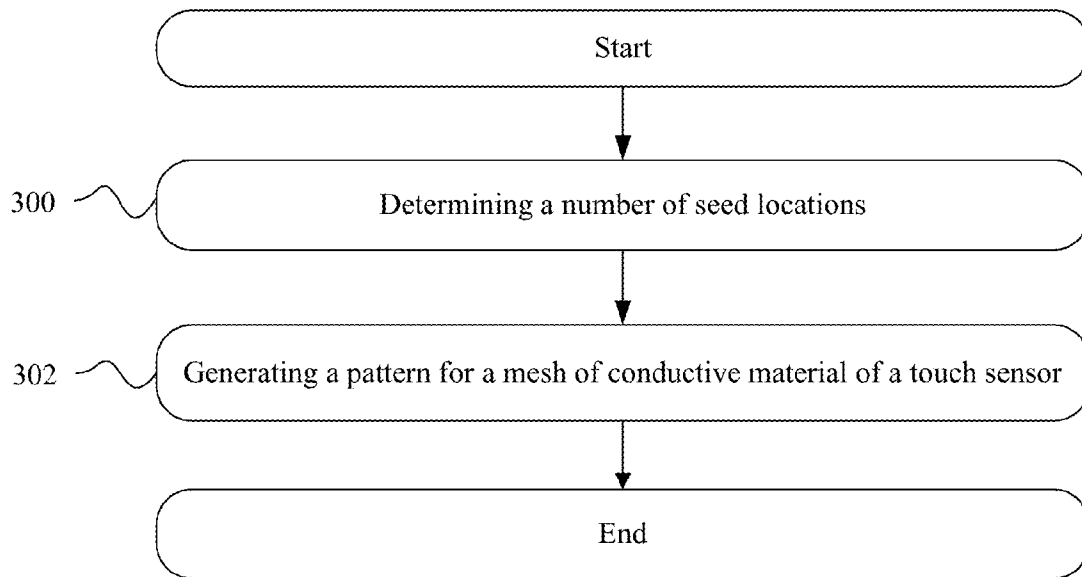 Start
300
Determining a number of seed locations
302
Generating a pattern for a mesh of conductive material of a touch sensor
End